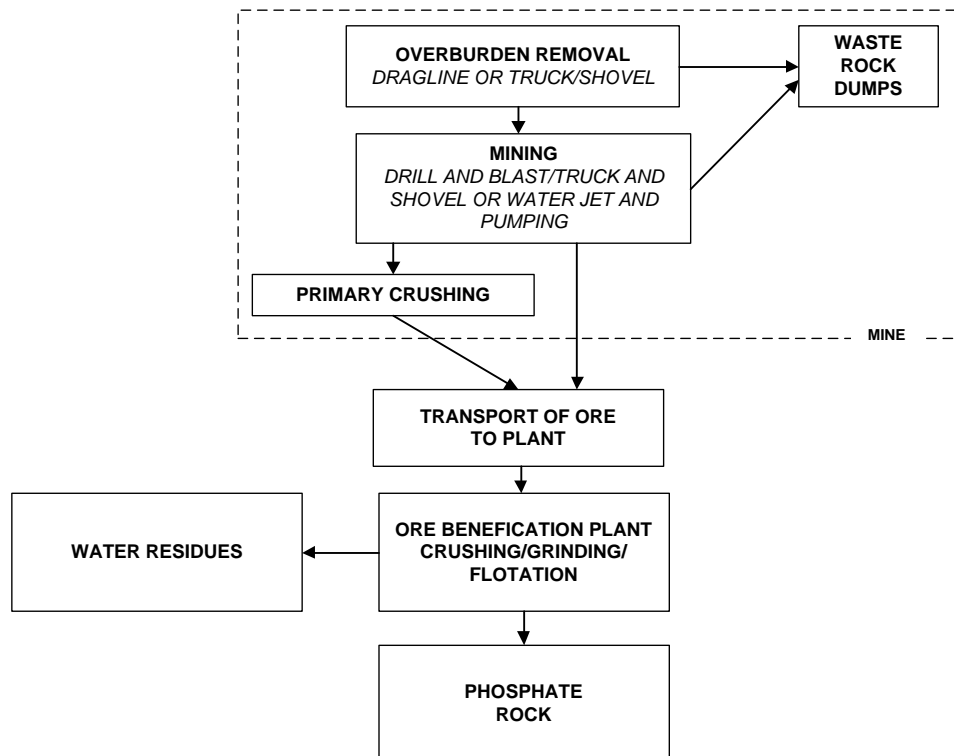 OVERBURDEN REMOVAL
DRAGLINE OR TRUCK/SHOVEL
WASTE
ROCK
DUMPS
MINING
DRILL AND BLAST/TRUCK AND
SHOVEL OR WATER JET AND
PUMPING
PRIMARY CRUSHING
MINE
TRANSPORT OF ORE
TO PLANT
WATER RESIDUES
ORE BENEFICATION PLANT
CRUSHING/GRINDING/
FLOTATION
PHOSPHATE
ROCK